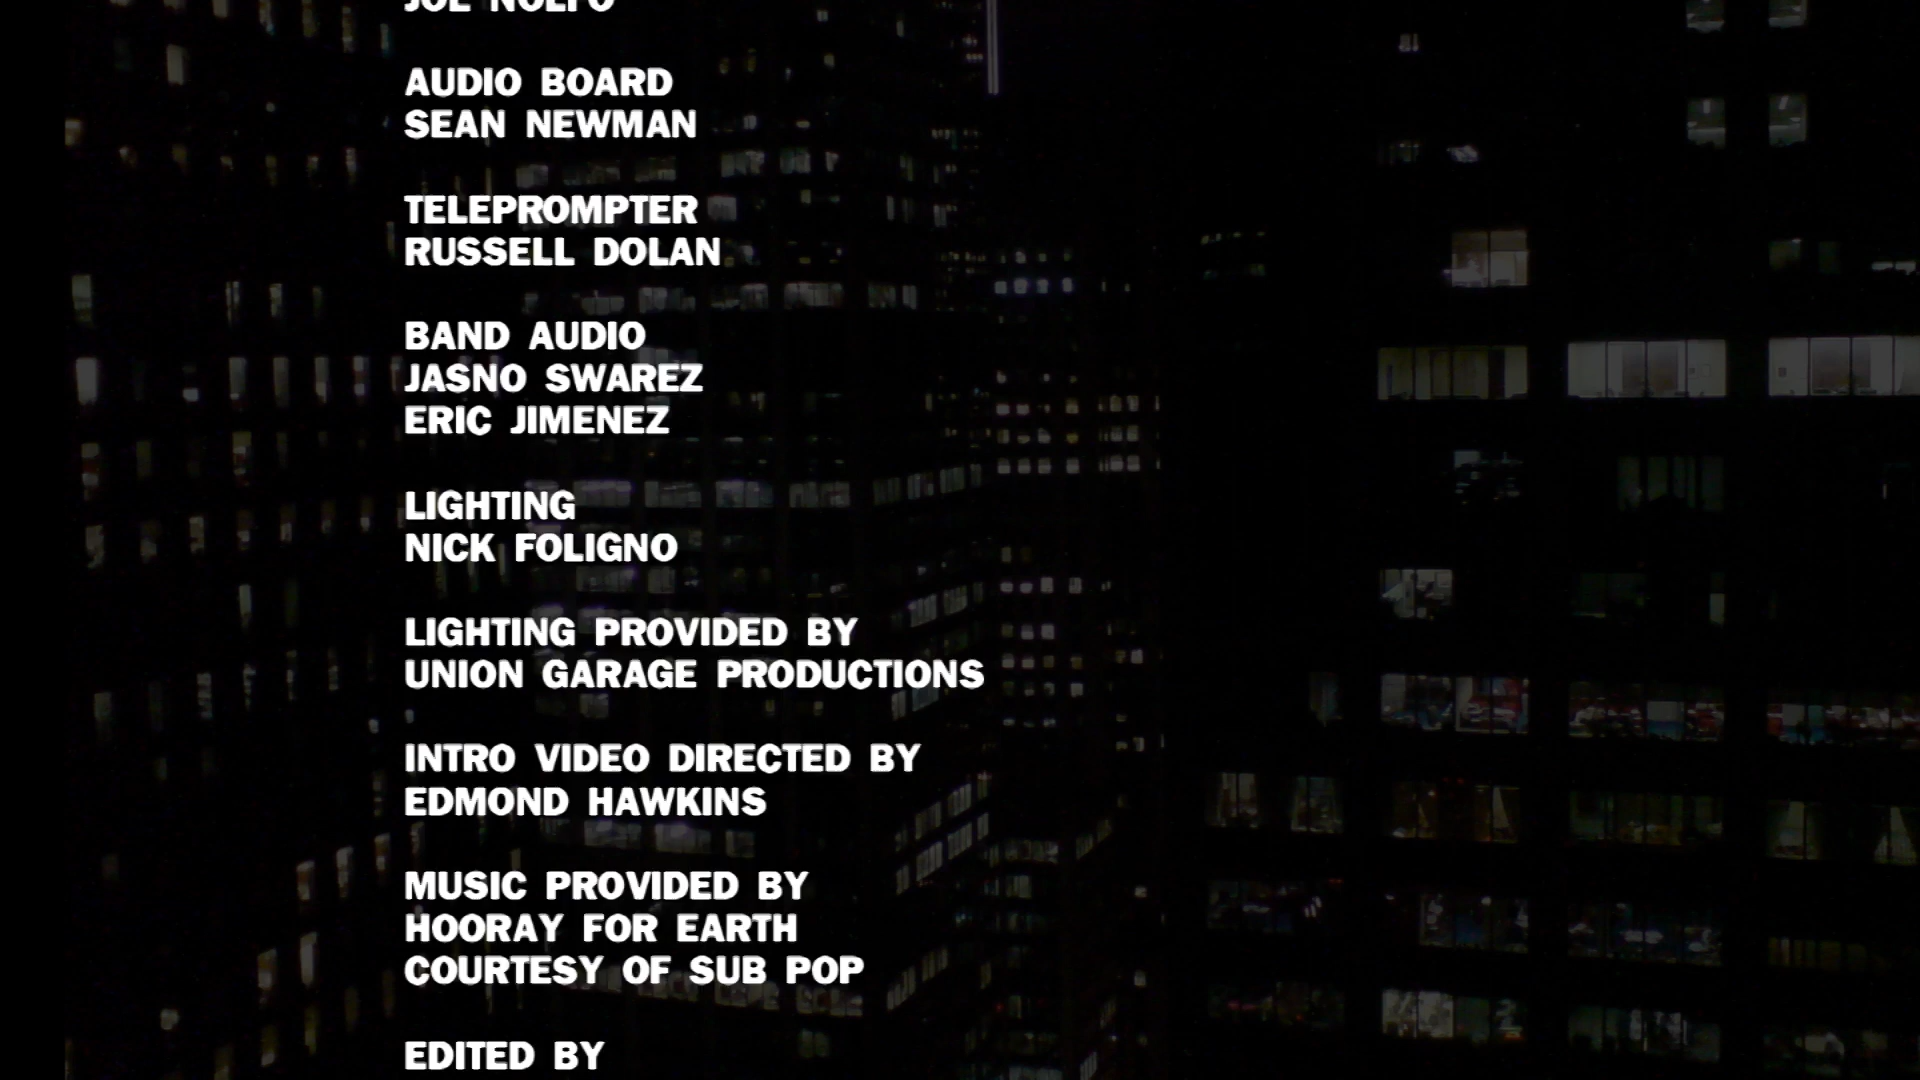 JOE NOLFO
AUDIO BOARD
SEAN NEWMAN
TELEPROMPTER
RUSSELL DOLAN
BAND AUDIO
JASNO SWAREZ
ERIC JIMENEZ
LIGHTING
NICK FOLIGNO
LIGHTING PROVIDED BY
UNION GARAGE PRODUCTIONS
INTRO VIDEO DIRECTED BY
EDMOND HAWKINS
MUSIC PROVIDED BY
HOORAY FOR EARTH
COURTESY OF SUB POP
EDITED BY